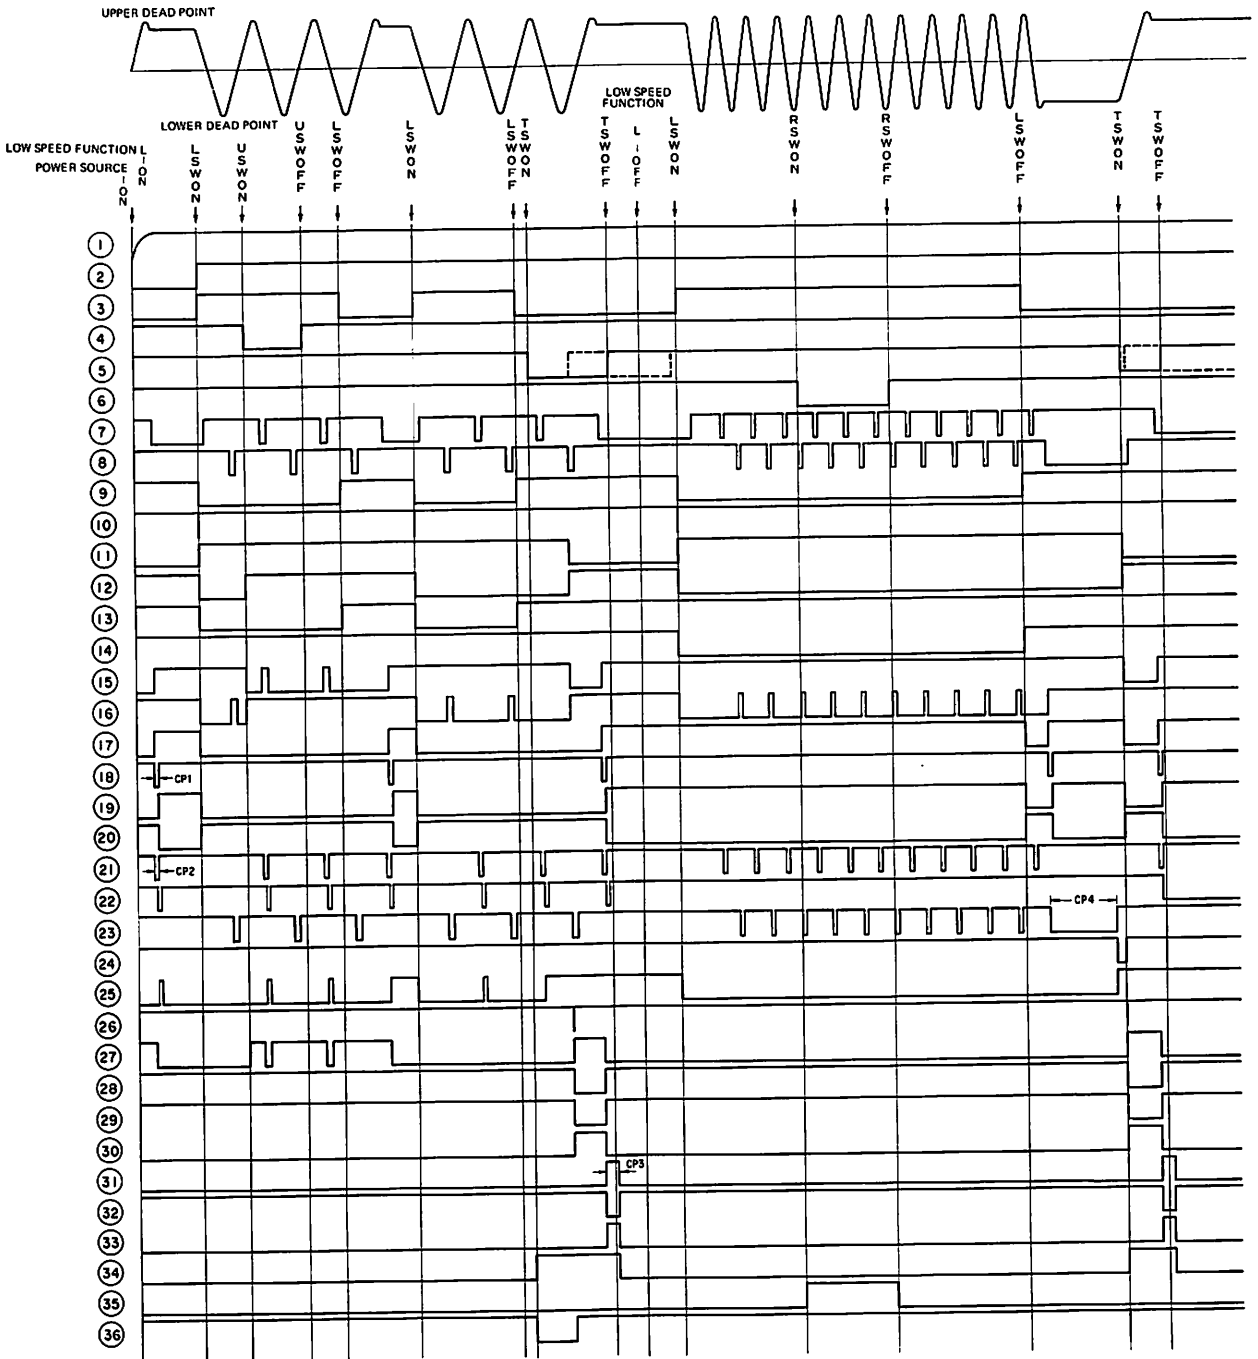 UPPER DEAD POINT
LOW SPEED
FUNCTION
LOWER DEAD POINT
LOW SPEED FUNCTION
POWER SOURCE
I-ON
L-ION
LSWON
USWON
USWOFF
LSWOFF
LSWON
LSWOFF
TSWON
TSWOFF
L-IOFF
LSWON
RSWON
RSWOFF
LSWOFF
TSWON
TSWOFF
1
2
3
4
5
6
7
8
9
10
11
12
13
14
15
16
17
18 CP1
19
20
21 CP2
22
CP4
23
24
25
26
27
28
29
30
31 CP3
32
33
34
35
36